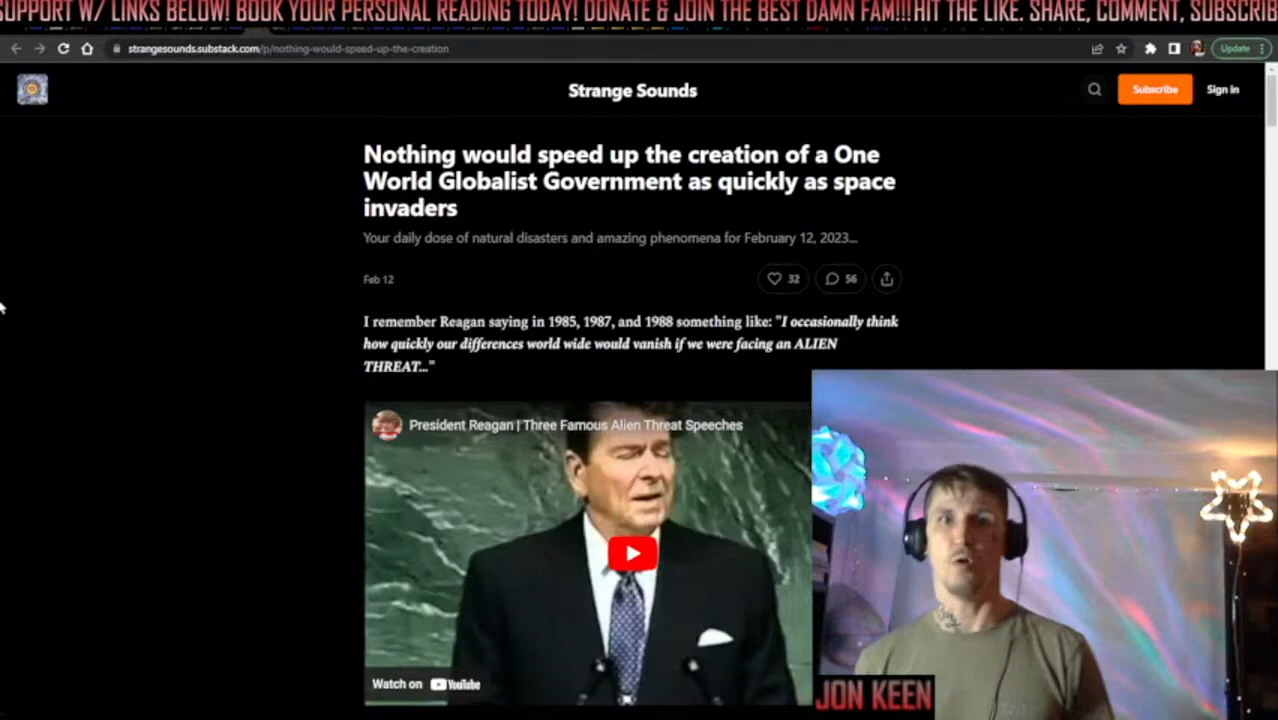 SUPPORT W/ LINKS BELOW! BOOK YOUR PERSONAL READING TODAY! DONATE & JOIN THE BEST DAMN FAM!!! HIT THE LIKE. SHARE, COMMENT, SUBSCRIB
strangesounds.substack.com/p/nothing-would-speed-up-the-creation
Update
Strange Sounds
Subscribe
Sign in
Nothing would speed up the creation of a One
World Globalist Government as quickly as space
invaders
Your daily dose of natural disasters and amazing phenomena for February 12, 2023...
Feb 12
32
56
I remember Reagan saying in 1985, 1987, and 1988 something like: "I occasionally think
how quickly our differences world wide would vanish if we were facing an ALIEN
THREAT..."
President Reagan | Three Famous Alien Threat Speeches
Watch on YouTube
JON KEEN